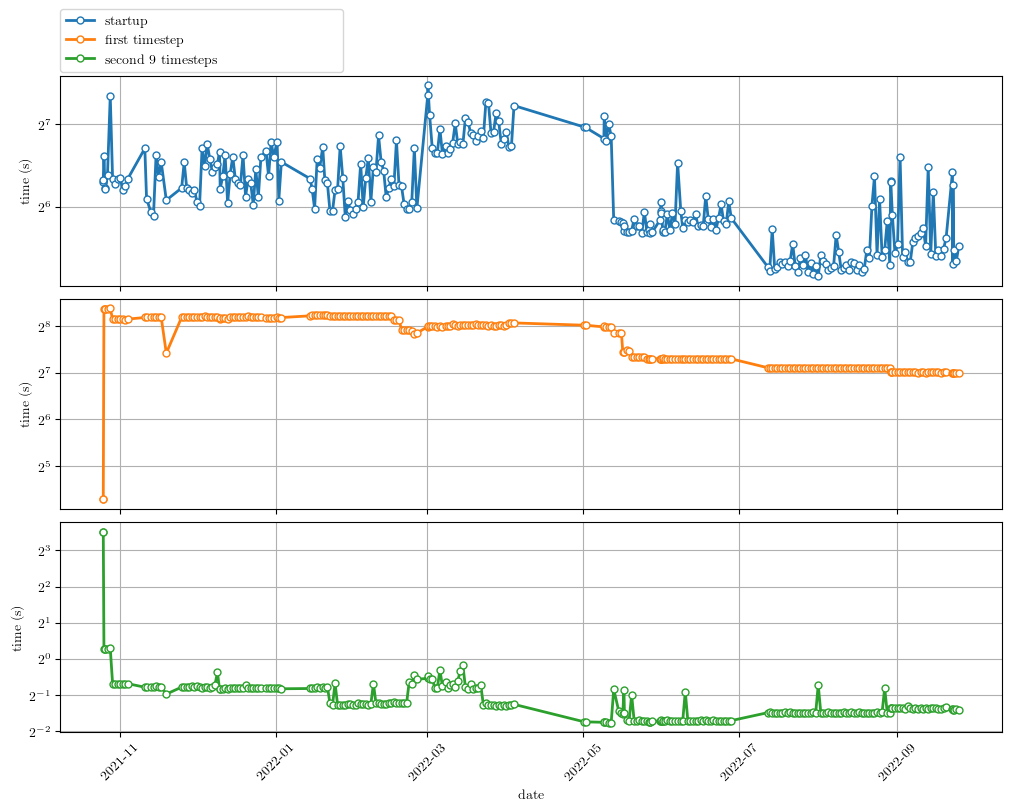 startup
first timestep
second 9 timesteps
2^7
2^6
time (s)
2^8
2^7
2^6
2^5
time (s)
2^3
2^2
2^1
2^0
2^−1
2^−2
time (s)
2021-11
2022-01
2022-03
2022-05
2022-07
2022-09
date